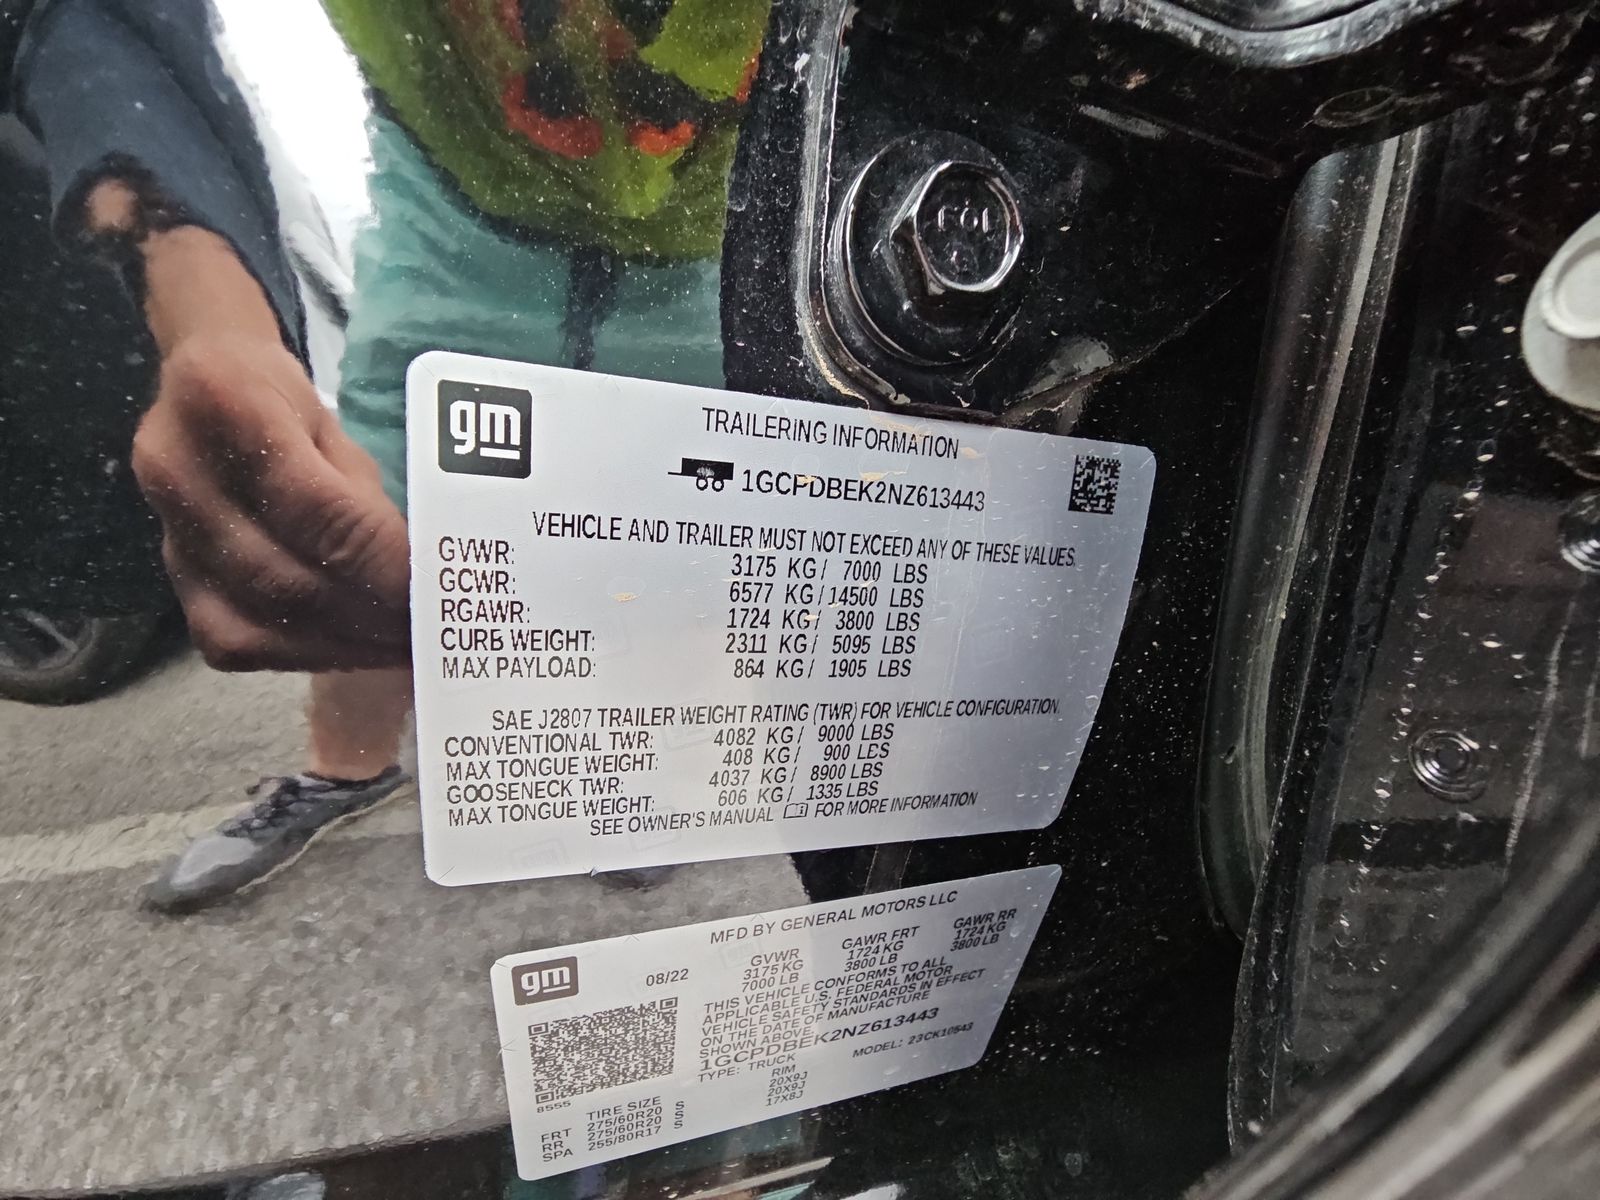 gm
TRAILERING INFORMATION
1GCPDBEK2NZ613443
VEHICLE AND TRAILER MUST NOT EXCEED ANY OF THESE VALUES.
GVWR: 3175 KG/ 7000 LBS
GCWR: 6577 KG/14500 LBS
RGAWR: 1724 KG/ 3800 LBS
CURB WEIGHT: 2311 KG/ 5095 LBS
MAX PAYLOAD: 864 KG/ 1905 LBS
SAE J2807 TRAILER WEIGHT RATING (TWR) FOR VEHICLE CONFIGURATION.
CONVENTIONAL TWR: 4082 KG/ 9000 LBS
MAX TONGUE WEIGHT: 408 KG/ 900 LBS
GOOSENECK TWR: 4037 KG/ 8900 LBS
MAX TONGUE WEIGHT: 606 KG/ 1335 LBS
SEE OWNER'S MANUAL FOR MORE INFORMATION
gm
MFD BY GENERAL MOTORS LLC
08/22
GVWR GAWR FRT GAWR RR
3175 KG 1724 KG 1724 KG
7000 LB 3800 LB 3800 LB
THIS VEHICLE CONFORMS TO ALL
APPLICABLE U.S. FEDERAL MOTOR
VEHICLE SAFETY STANDARDS IN EFFECT
ON THE DATE OF MANUFACTURE
SHOWN ABOVE.
1GCPDBEK2NZ613443
TYPE: TRUCK MODEL: 23CK10543
8555
TIRE SIZE RIM
FRT 275/60R20 S 20X9J
RR 275/60R20 S 20X9J
SPA 255/80R17 S 17X8J